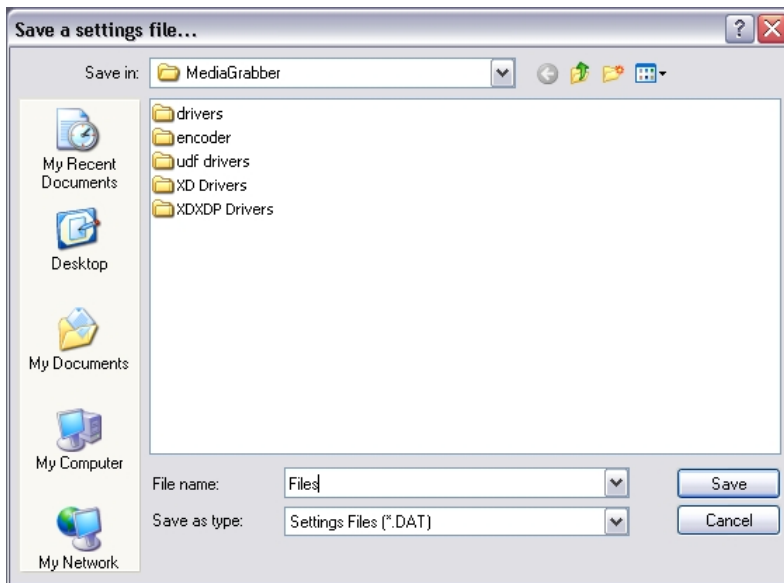 Save a settings file...
?
Save in: MediaGrabber
My Recent
Documents
Desktop
My Documents
My Computer
My Network
drivers
encoder
udf drivers
XD Drivers
XDXDP Drivers
File name: Files
Save
Save as type: Settings Files (*.DAT)
Cancel